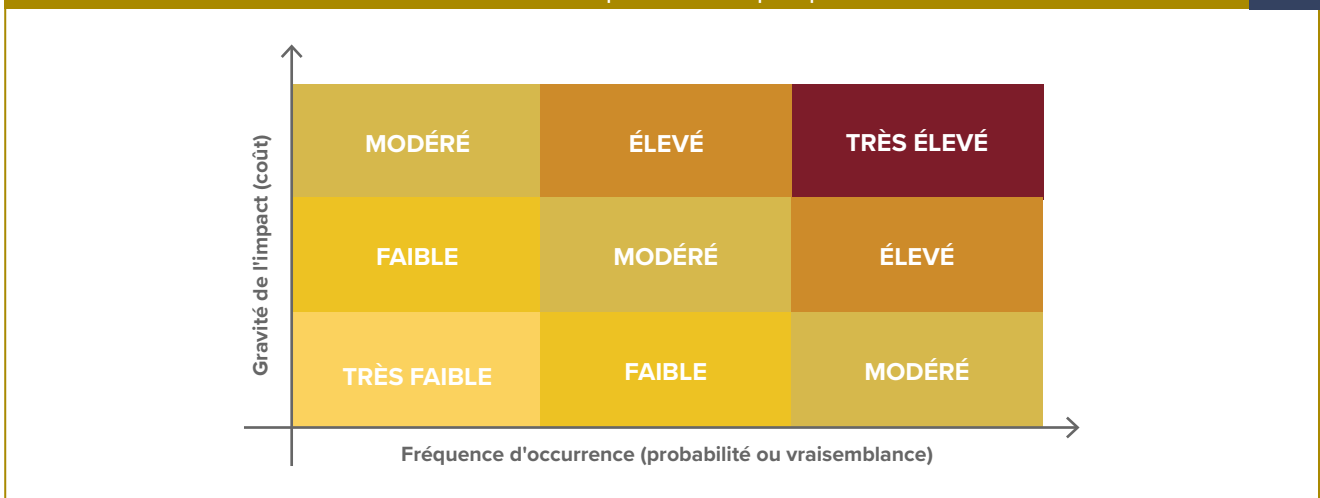 Gravité de l'impact (coût)
MODÉRÉ
ÉLEVÉ
TRÈS ÉLEVÉ
FAIBLE
MODÉRÉ
ÉLEVÉ
TRÈS FAIBLE
FAIBLE
MODÉRÉ
Fréquence d'occurrence (probabilité ou vraisemblance)